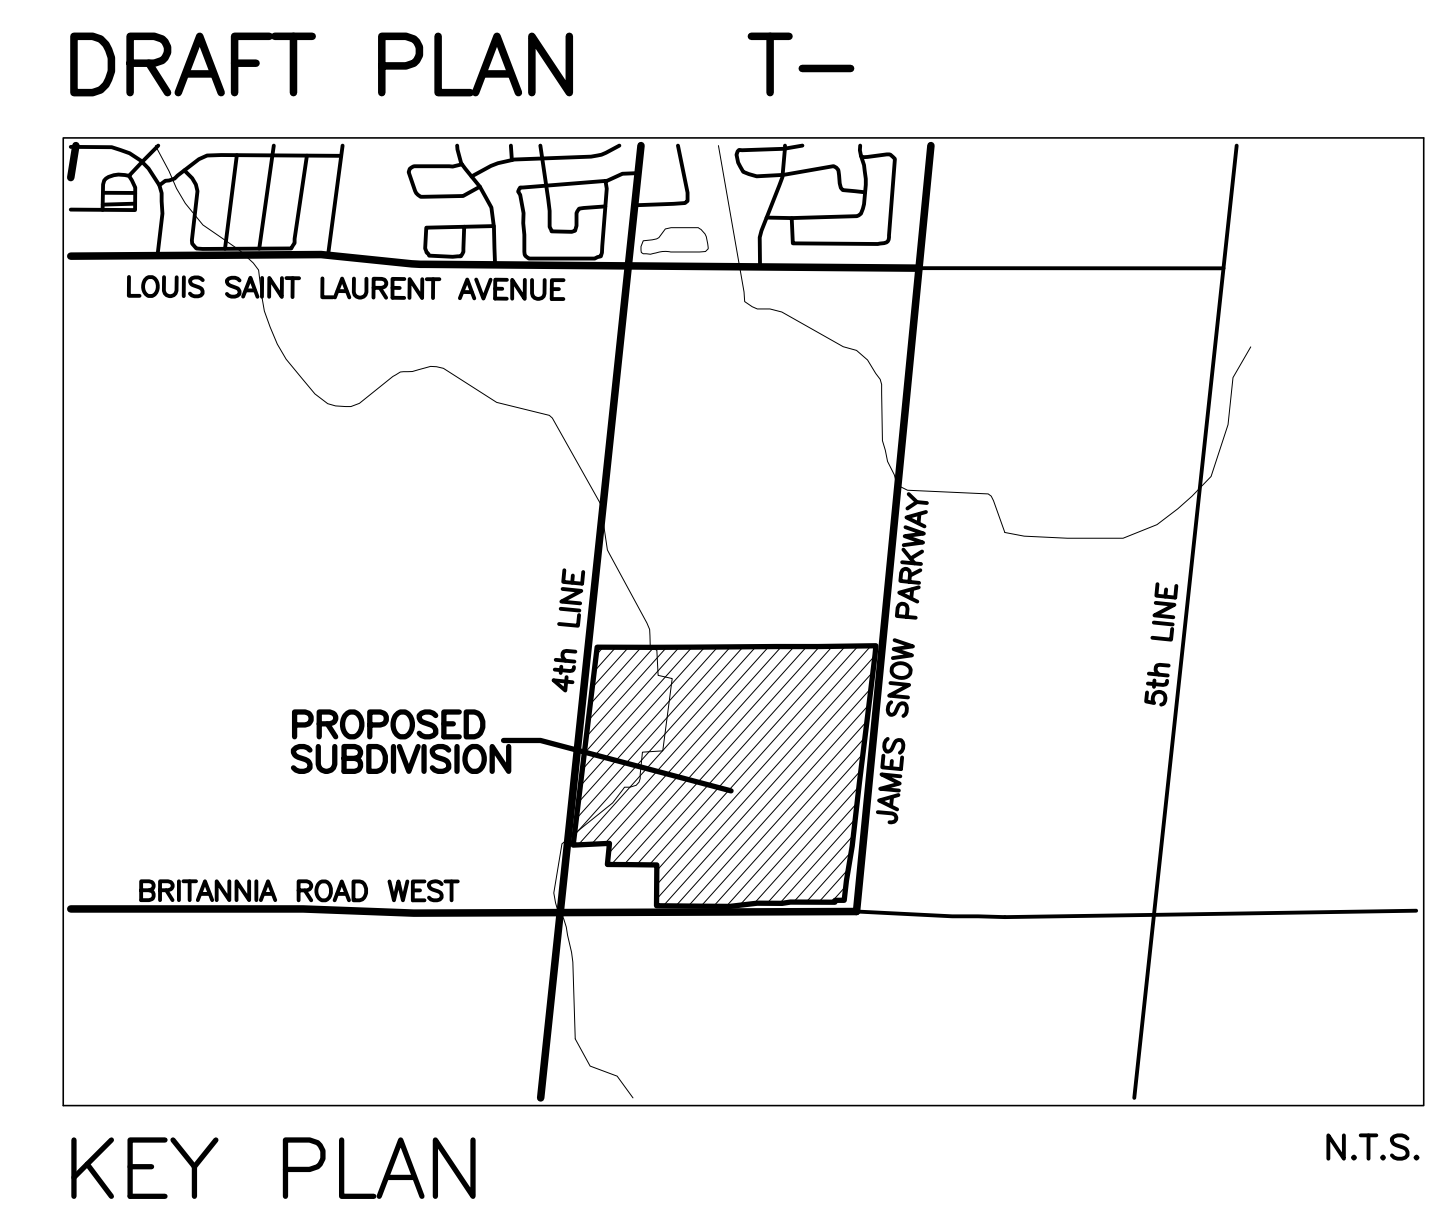 DRAFT PLAN T-
LOUIS SAINT LAURENT AVENUE
4th LINE
JAMES SNOW PARKWAY
5th LINE
PROPOSED
SUBDIVISION
BRITANNIA ROAD WEST
KEY PLAN
N.T.S.